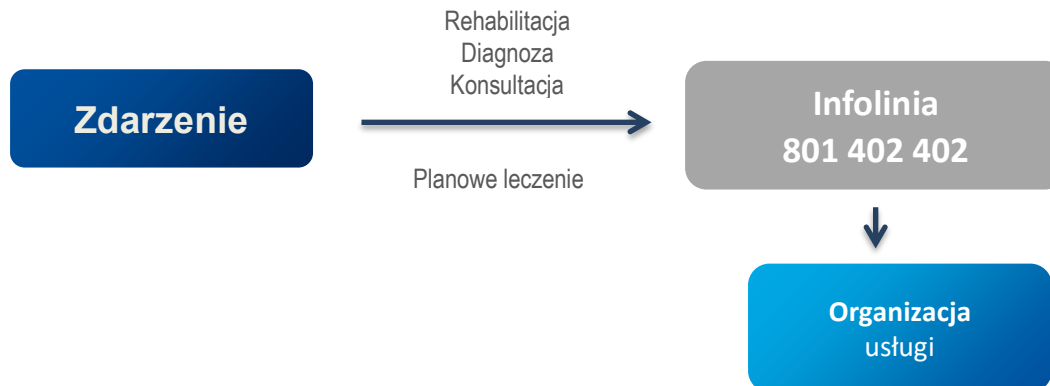 Rehabilitacja
Diagnoza
Konsultacja
Zdarzenie
Planowe leczenie
Infolinia
801 402 402
Organizacja
usługi